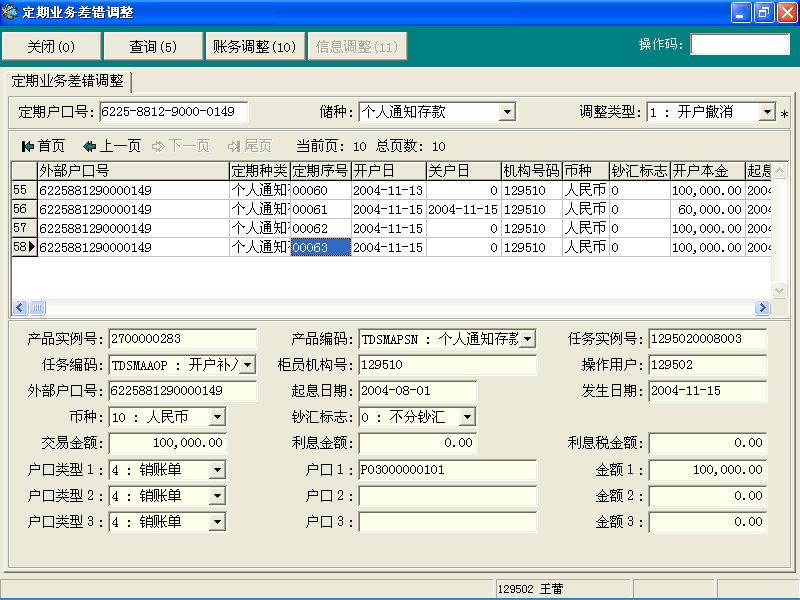 定期业务差错调整
关闭(0) 查询(5) 账务调整(10) 信息调整(11) 操作码:
定期业务差错调整
定期户口号: 6225-8812-9000-0149 储种: 个人通知存款 调整类型: 1 : 开户撤消 *
首页 上一页 下一页 尾页 当前页: 10 总页数: 10
外部户口号 定期种类 定期序号 开户日 关户日 机构号码 币种 钞汇标志 开户本金 起息
55 6225881290000149 个人通知 00060 2004-11-13 0 129510 人民币 0 100,000.00 2004
56 6225881290000149 个人通知 00061 2004-11-15 2004-11-15 129510 人民币 0 60,000.00 2004
57 6225881290000149 个人通知 00062 2004-11-15 0 129510 人民币 0 100,000.00 2004
58 6225881290000149 个人通知 00063 2004-11-15 0 129510 人民币 0 100,000.00 2004
产品实例号: 2700000283 产品编码: TDSMAPSN : 个人通知存款 任务实例号: 1295020008003
任务编码: TDSMAAOP : 开户补入 柜员机构号: 129510 操作用户: 129502
外部户口号: 6225881290000149 起息日期: 2004-08-01 发生日期: 2004-11-15
币种: 10 : 人民币 钞汇标志: 0 : 不分钞汇
交易金额: 100,000.00 利息金额: 0.00 利息税金额: 0.00
户口类型1: 4 : 销账单 户口1: P03000000101 金额1: 100,000.00
户口类型2: 4 : 销账单 户口2: 金额2: 0.00
户口类型3: 4 : 销账单 户口3: 金额3: 0.00
129502 王蕾